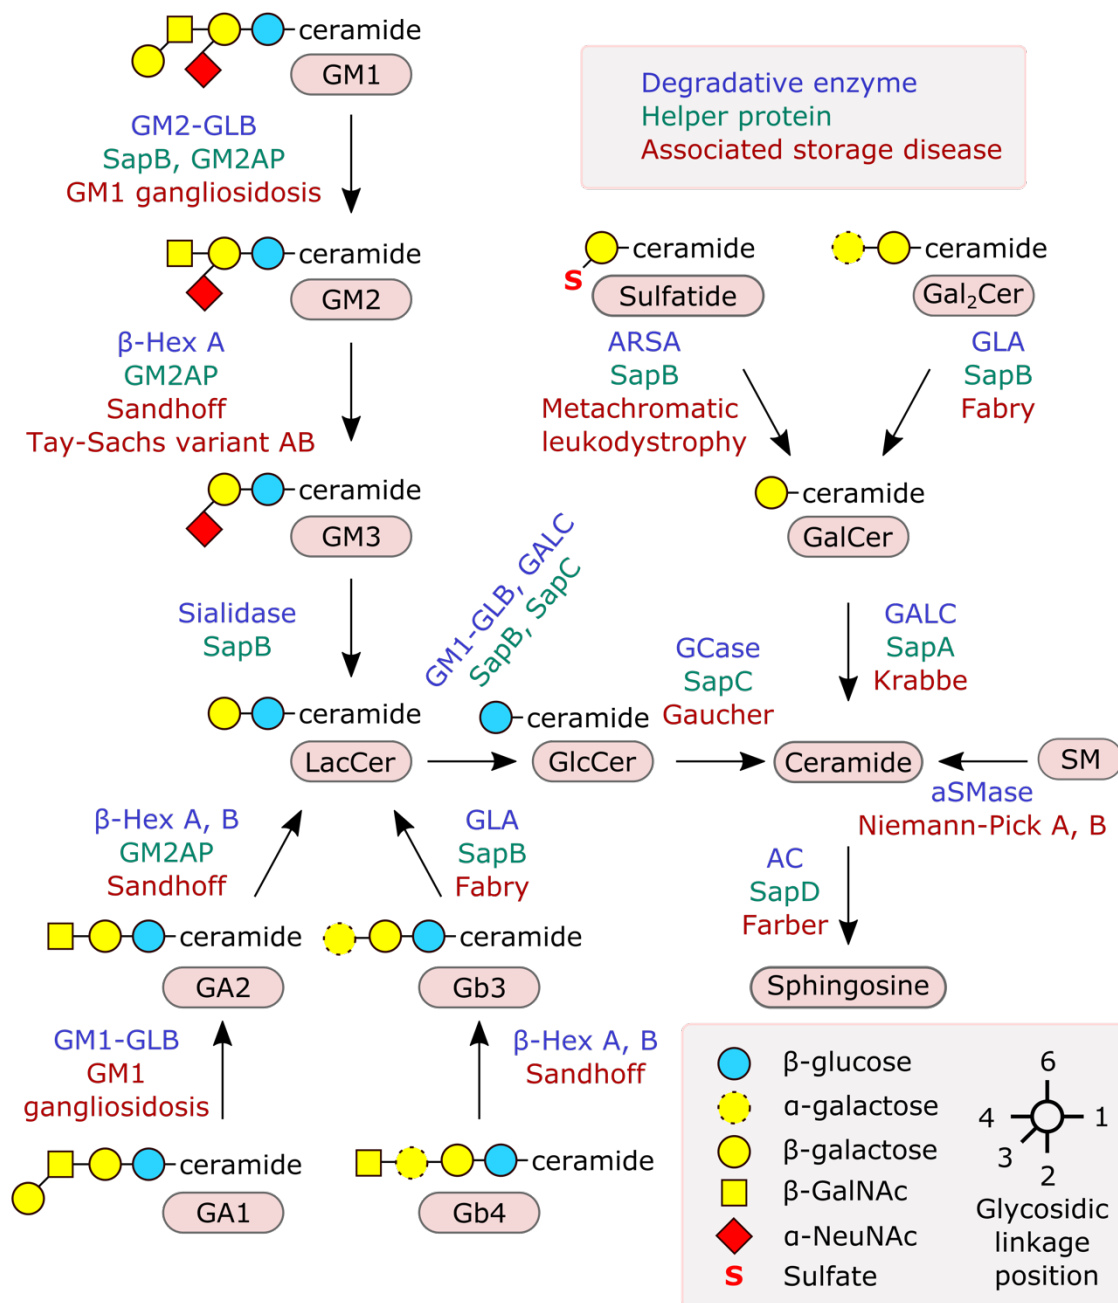 ceramide
GM1
GM2-GLB
SapB, GM2AP
GM1 gangliosidosis
ceramide
GM2
β-Hex A
GM2AP
Sandhoff
Tay-Sachs variant AB
ceramide
GM3
Sialidase
SapB
ceramide
LacCer
GM1-GLB, GALC
SapB, SapC
ceramide
GlcCer
GCase
SapC
Gaucher
Degradative enzyme
Helper protein
Associated storage disease
ceramide
S
Sulfatide
ARSA
SapB
Metachromatic
leukodystrophy
ceramide
Gal₂Cer
GLA
SapB
Fabry
ceramide
GalCer
GALC
SapA
Krabbe
Ceramide
SM
aSMase
Niemann-Pick A, B
AC
SapD
Farber
Sphingosine
β-Hex A, B
GM2AP
Sandhoff
ceramide
GA2
GM1-GLB
GM1
gangliosidosis
ceramide
GA1
GLA
SapB
Fabry
ceramide
Gb3
β-Hex A, B
Sandhoff
ceramide
Gb4
β-glucose
α-galactose
β-galactose
β-GalNAc
α-NeuNAc
S Sulfate
6
4 1
3
2
Glycosidic
linkage
position